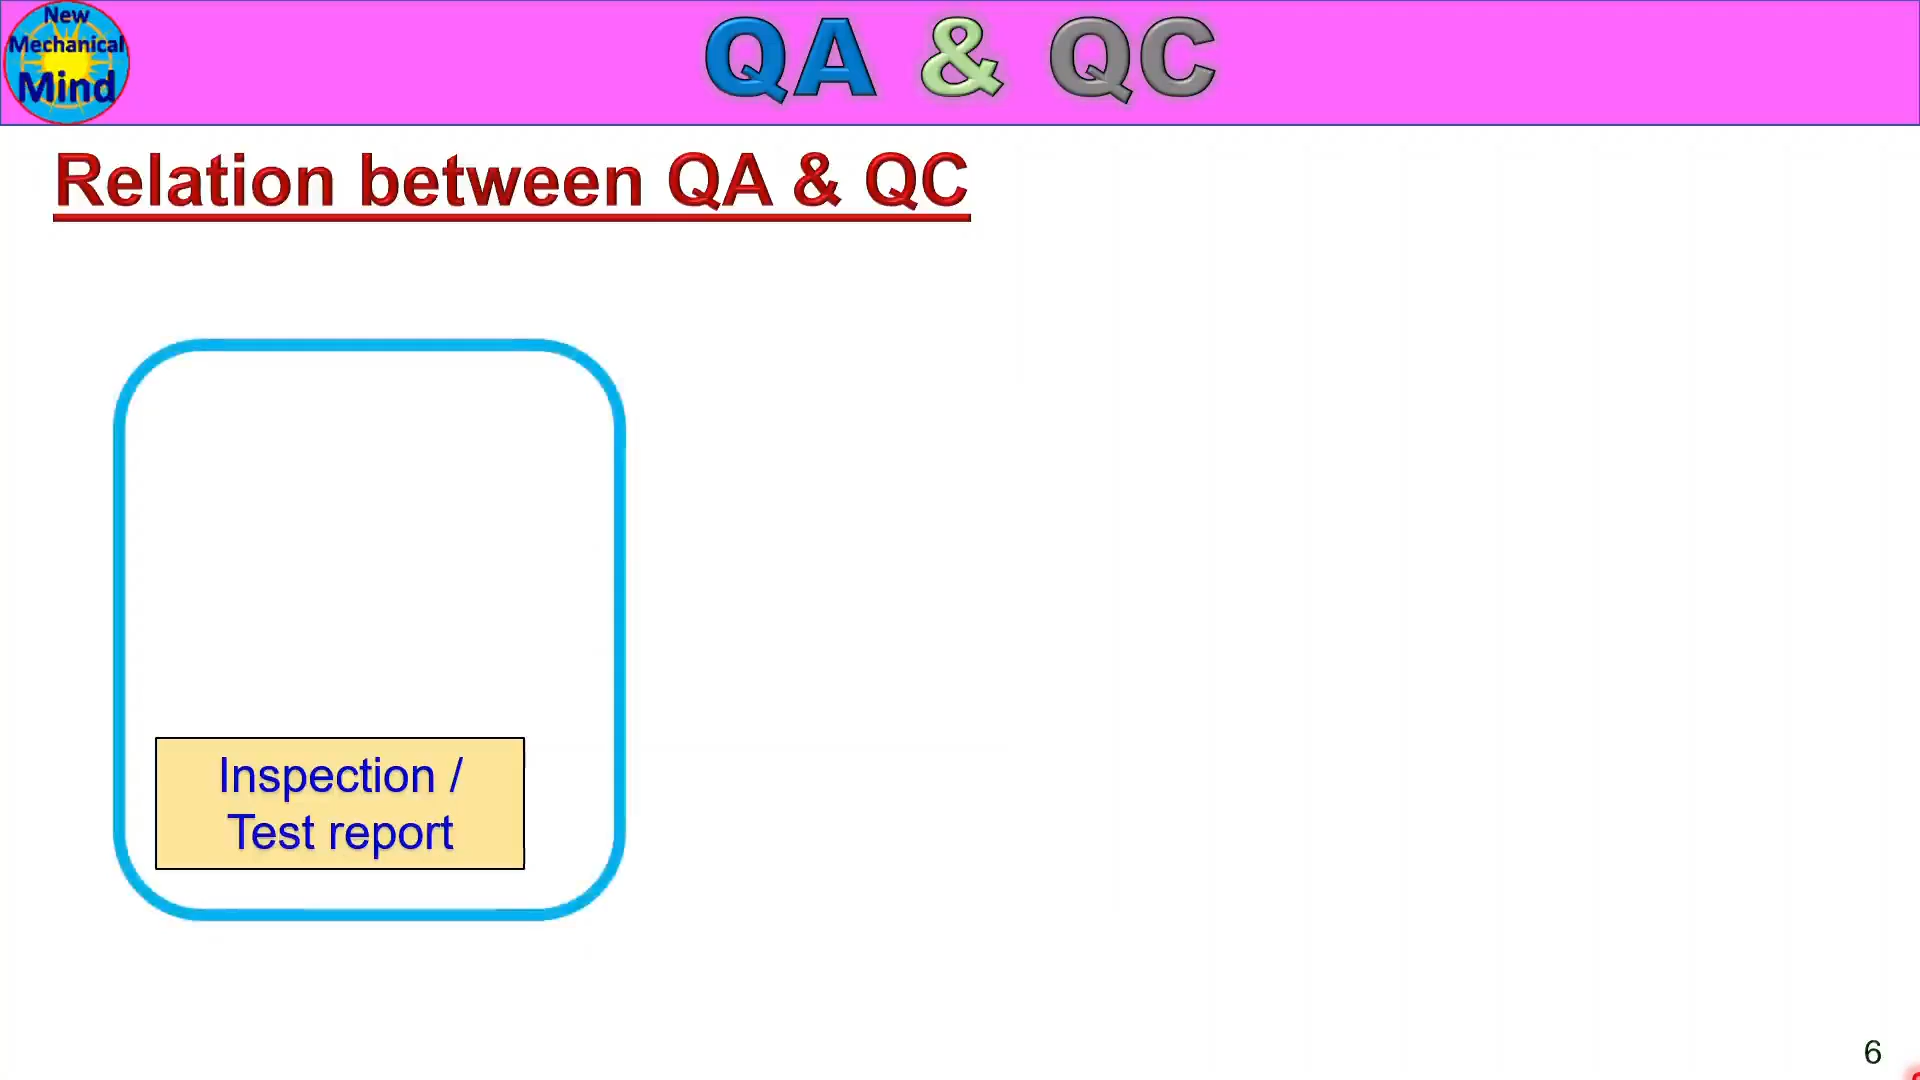 New
Mechanical
Mind
QA & QC
Relation between QA & QC
Inspection /
Test report
6